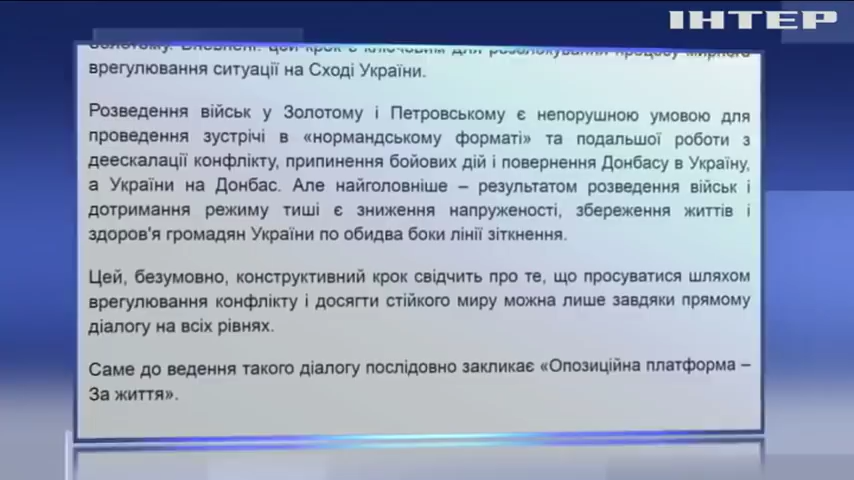 ІНТЕР
врегулювання ситуації на Сході України.
Розведення військ у Золотому і Петровському є непорушною умовою для
проведення зустрічі в «нормандському форматі» та подальшої роботи з
деескалації конфлікту, припинення бойових дій і повернення Донбасу в Україну,
а України на Донбас. Але найголовніше – результатом розведення військ і
дотримання режиму тиші є зниження напруженості, збереження життів і
здоров'я громадян України по обидва боки лінії зіткнення.
Цей, безумовно, конструктивний крок свідчить про те, що просуватися шляхом
врегулювання конфлікту і досягти стійкого миру можна лише завдяки прямому
діалогу на всіх рівнях.
Саме до ведення такого діалогу послідовно закликає «Опозиційна платформа –
За життя».